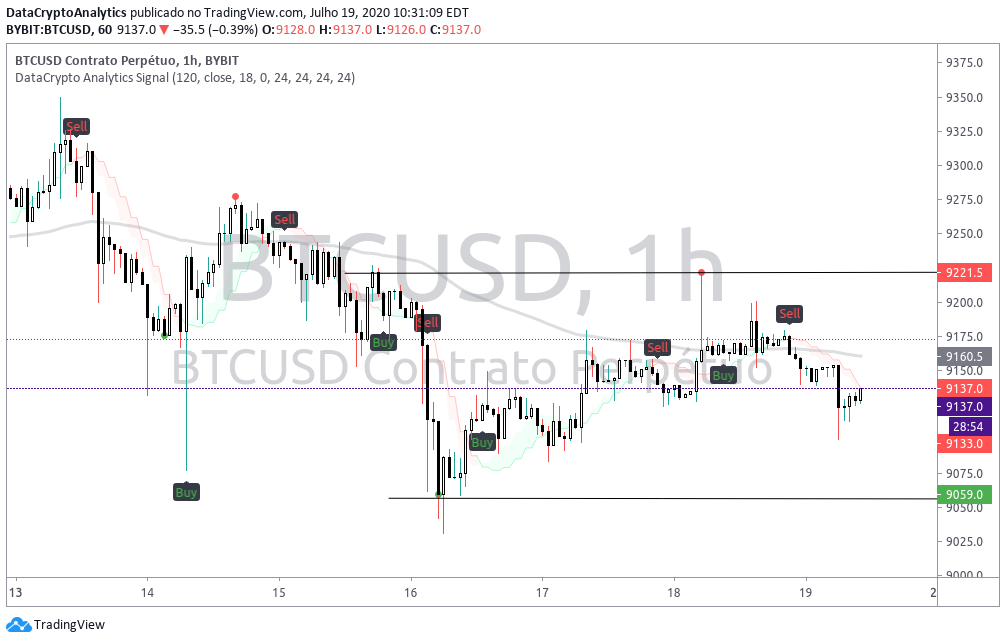 DataCryptoAnalytics publicado no TradingView.com, Julho 19, 2020 10:31:09 EDT
BYBIT:BTCUSD, 60 9137.0 ▼ −35.5 (−0.39%) O:9128.0 H:9137.0 L:9126.0 C:9137.0
BTCUSD Contrato Perpétuo, 1h, BYBIT
DataCrypto Analytics Signal (120, close, 18, 0, 24, 24, 24, 24)
BTCUSD, 1h
BTCUSD Contrato Perpétuo
Sell
Sell
Buy
Buy
Sell
Buy
Sell
Buy
Sell
9375.0
9350.0
9325.0
9300.0
9275.0
9250.0
9221.5
9200.0
9175.0
9160.5
9150.0
9137.0
9137.0
28:54
9133.0
9075.0
9059.0
9050.0
9025.0
9000.0
13 14 15 16 17 18 19 2
TradingView